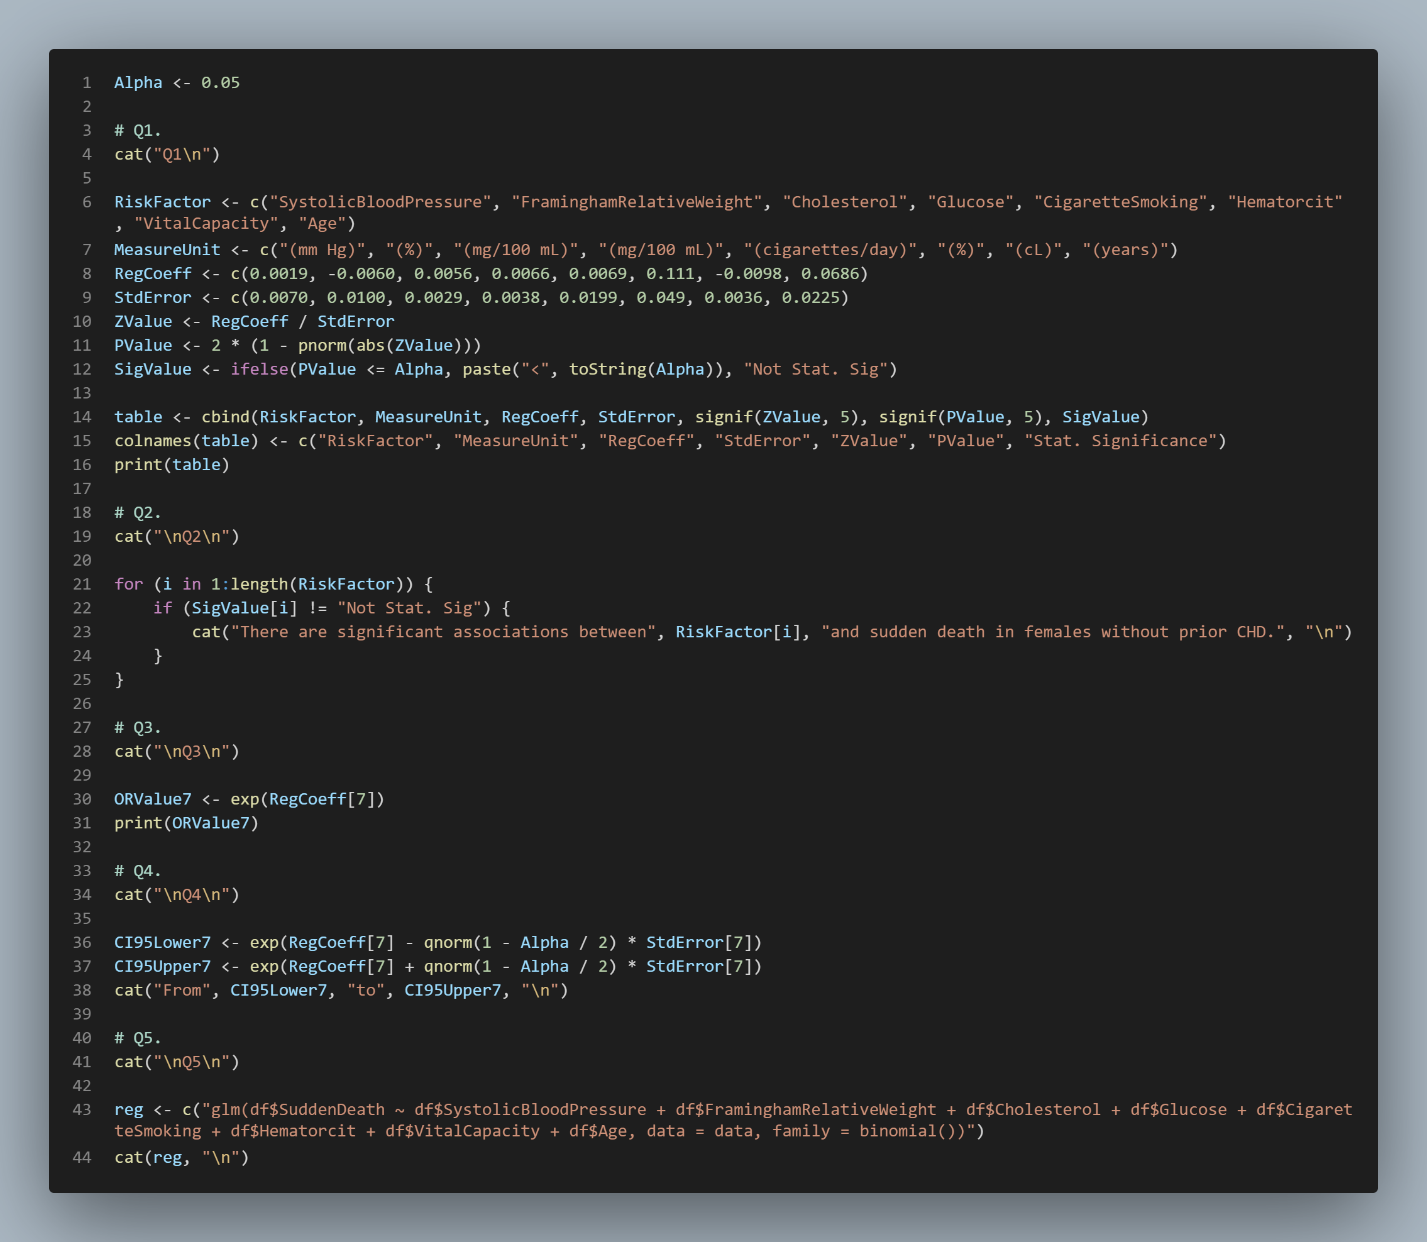 1 Alpha <- 0.05
2
3 # Q1.
4 cat("Q1\n")
5
6 RiskFactor <- c("SystolicBloodPressure", "FraminghamRelativeWeight", "Cholesterol", "Glucose", "CigaretteSmoking", "Hematorcit"
, "VitalCapacity", "Age")
7 MeasureUnit <- c("(mm Hg)", "(%)", "(mg/100 mL)", "(mg/100 mL)", "(cigarettes/day)", "(%)", "(cL)", "(years)")
8 RegCoeff <- c(0.0019, -0.0060, 0.0056, 0.0066, 0.0069, 0.111, -0.0098, 0.0686)
9 StdError <- c(0.0070, 0.0100, 0.0029, 0.0038, 0.0199, 0.049, 0.0036, 0.0225)
10 ZValue <- RegCoeff / StdError
11 PValue <- 2 * (1 - pnorm(abs(ZValue)))
12 SigValue <- ifelse(PValue <= Alpha, paste("<", toString(Alpha)), "Not Stat. Sig")
13
14 table <- cbind(RiskFactor, MeasureUnit, RegCoeff, StdError, signif(ZValue, 5), signif(PValue, 5), SigValue)
15 colnames(table) <- c("RiskFactor", "MeasureUnit", "RegCoeff", "StdError", "ZValue", "PValue", "Stat. Significance")
16 print(table)
17
18 # Q2.
19 cat("\nQ2\n")
20
21 for (i in 1:length(RiskFactor)) {
22     if (SigValue[i] != "Not Stat. Sig") {
23         cat("There are significant associations between", RiskFactor[i], "and sudden death in females without prior CHD.", "\n")
24     }
25 }
26
27 # Q3.
28 cat("\nQ3\n")
29
30 ORValue7 <- exp(RegCoeff[7])
31 print(ORValue7)
32
33 # Q4.
34 cat("\nQ4\n")
35
36 CI95Lower7 <- exp(RegCoeff[7] - qnorm(1 - Alpha / 2) * StdError[7])
37 CI95Upper7 <- exp(RegCoeff[7] + qnorm(1 - Alpha / 2) * StdError[7])
38 cat("From", CI95Lower7, "to", CI95Upper7, "\n")
39
40 # Q5.
41 cat("\nQ5\n")
42
43 reg <- c("glm(df$SuddenDeath ~ df$SystolicBloodPressure + df$FraminghamRelativeWeight + df$Cholesterol + df$Glucose + df$Cigaret
teSmoking + df$Hematorcit + df$VitalCapacity + df$Age, data = data, family = binomial())")
44 cat(reg, "\n")